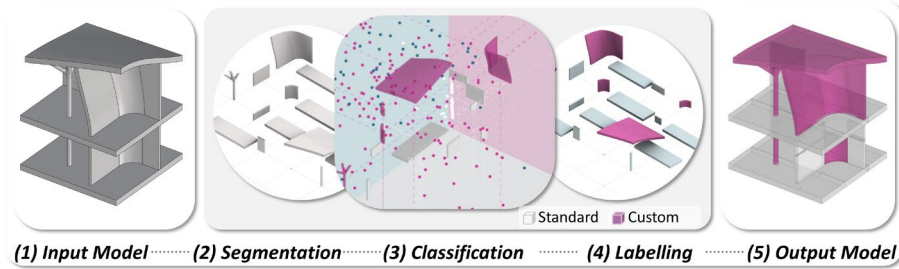 Standard Custom
(1) Input Model (2) Segmentation (3) Classification (4) Labelling (5) Output Model